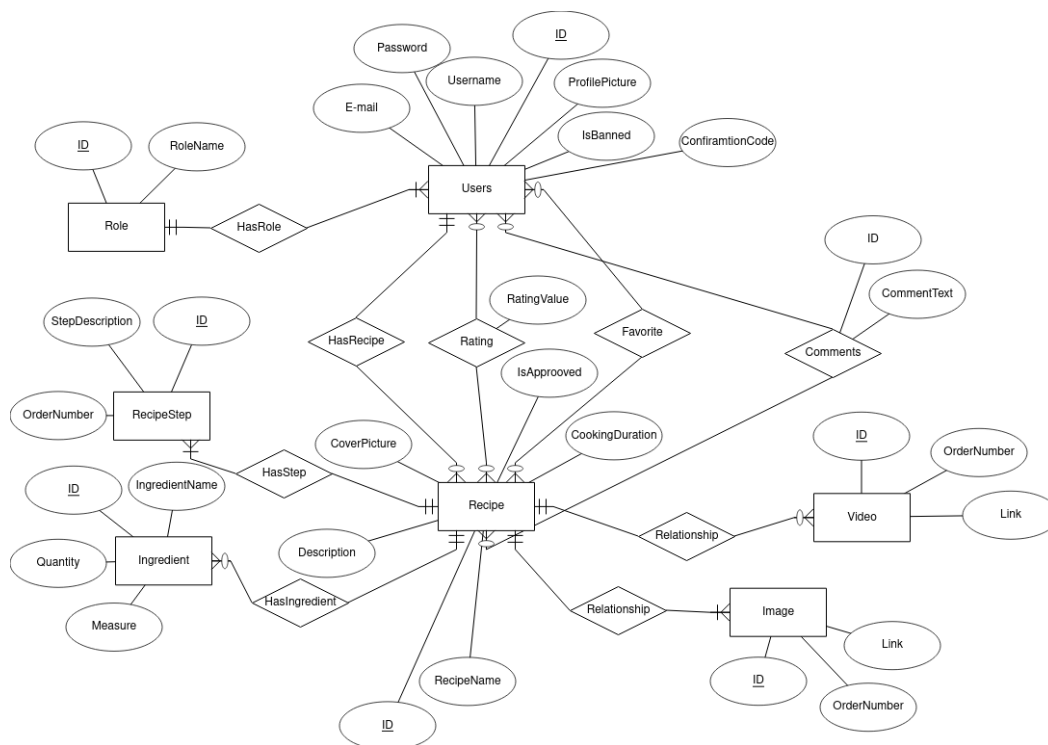 ID
Password
Username
ProfilePicture
E-mail
IsBanned
ConfiramtionCode
ID
RoleName
Users
Role
HasRole
ID
CommentText
StepDescription
ID
RatingValue
HasRecipe
Rating
Favorite
Comments
IsApprooved
OrderNumber
RecipeStep
CoverPicture
CookingDuration
ID
OrderNumber
HasStep
ID
IngredientName
Recipe
Video
Link
Relationship
Description
Quantity
Ingredient
HasIngredient
Relationship
Image
Measure
Link
RecipeName
ID
OrderNumber
ID